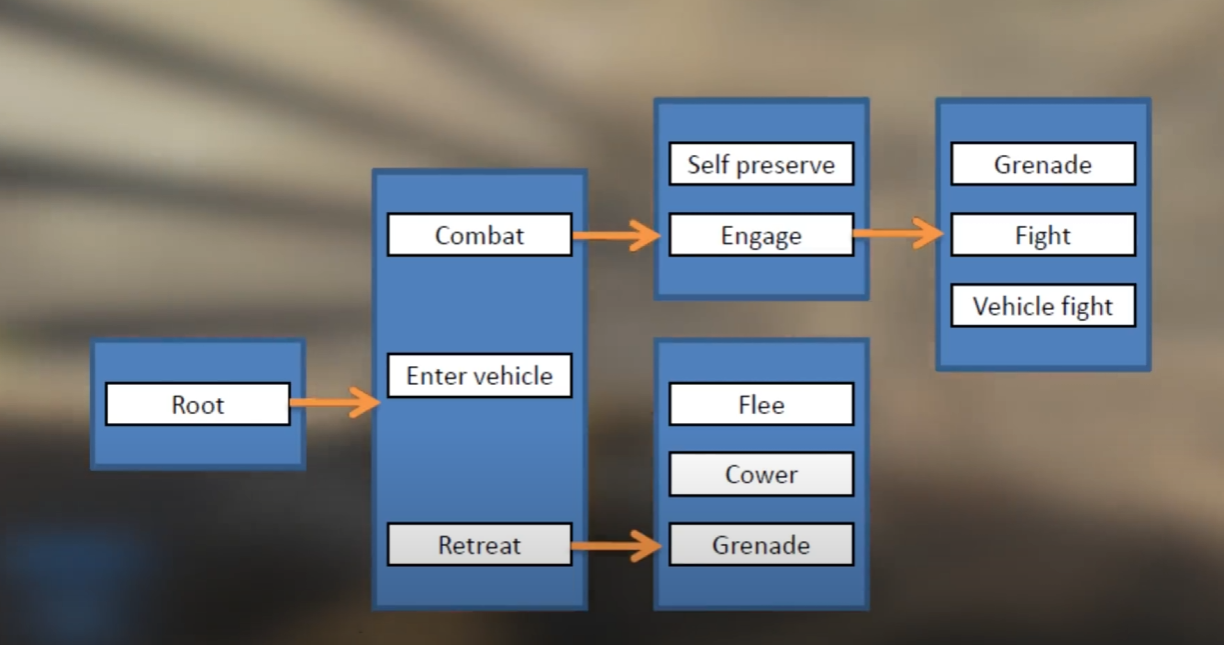 Root
Combat
Enter vehicle
Retreat
Self preserve
Engage
Flee
Cower
Grenade
Grenade
Fight
Vehicle fight